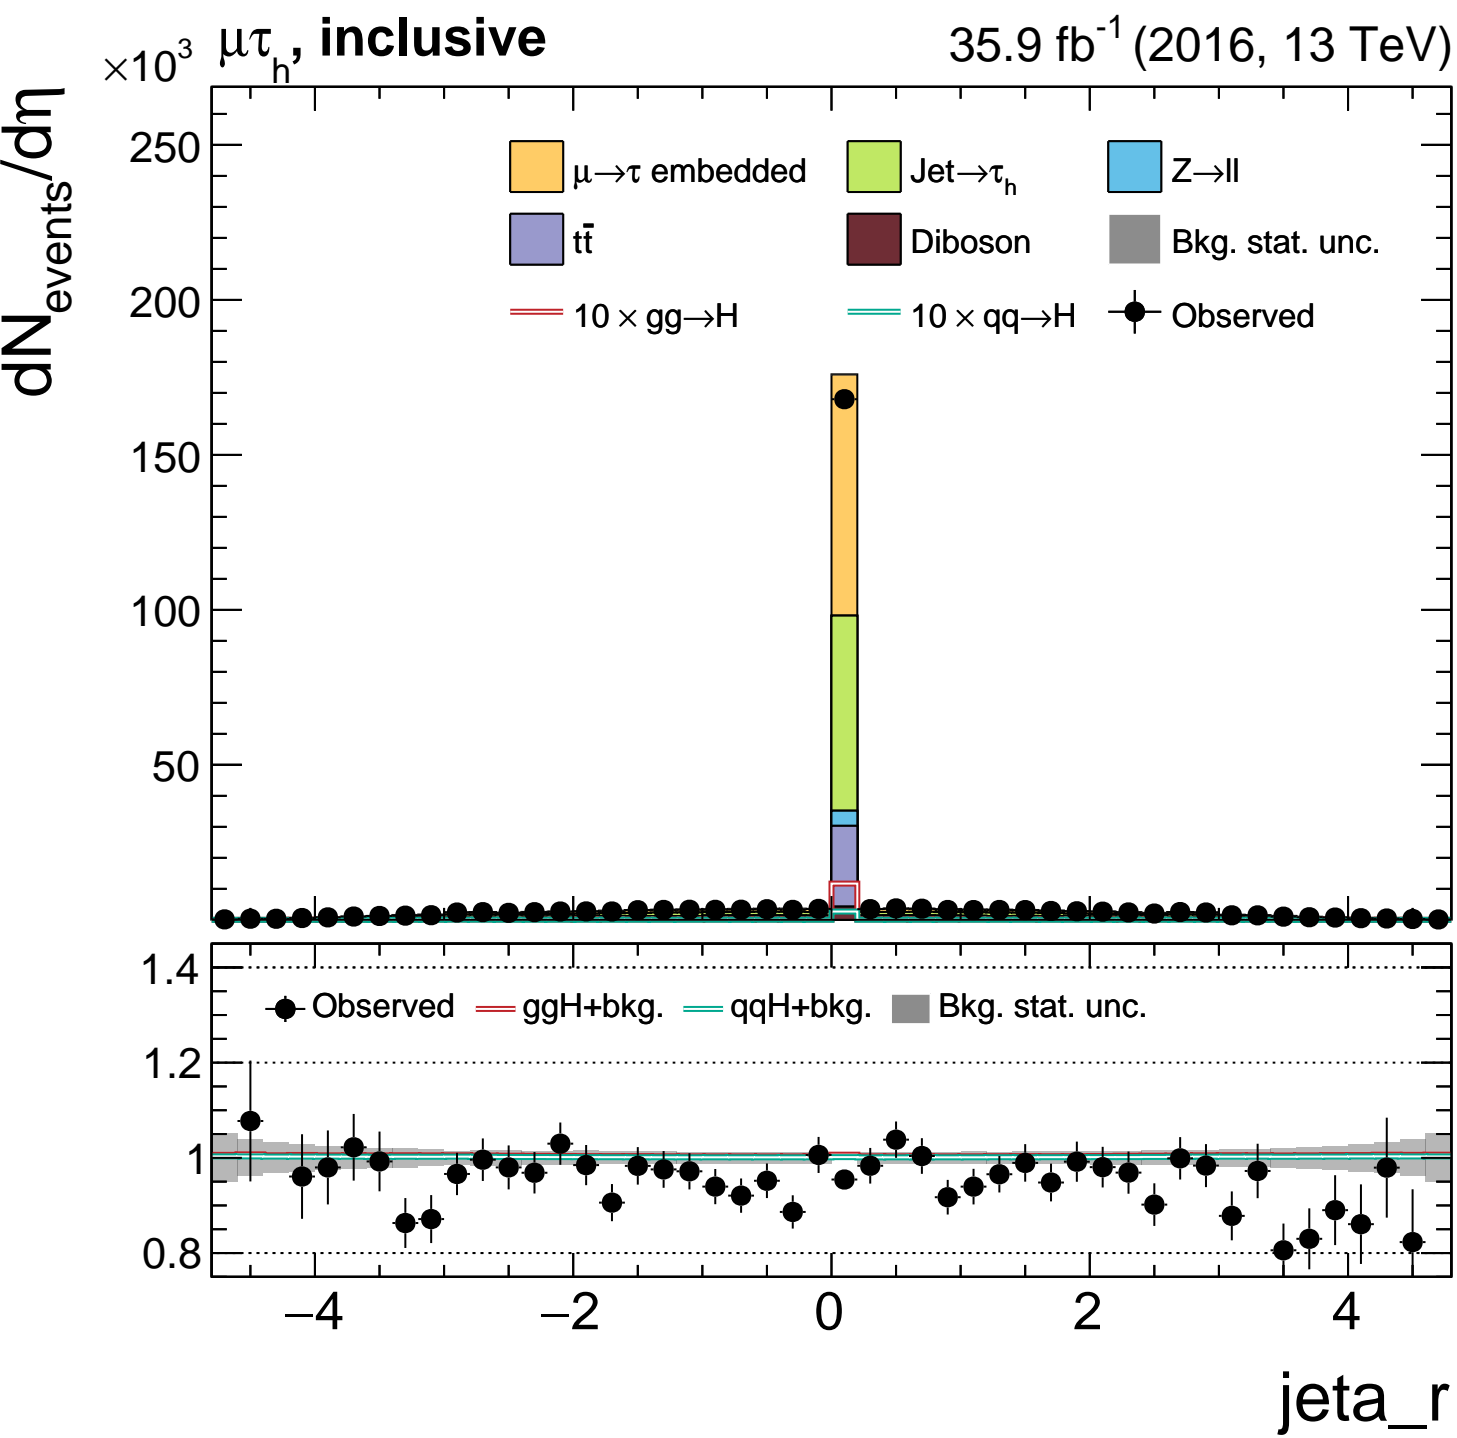 ×10³ μτₕ, inclusive 35.9 fb⁻¹ (2016, 13 TeV)
dN_events/dη
250
200
150
100
50
μ→τ embedded Jet→τₕ Z→ll
tt̄ Diboson Bkg. stat. unc.
10 × gg→H 10 × qq→H Observed
1.4
1.2
1
0.8
Observed ggH+bkg. qqH+bkg. Bkg. stat. unc.
−4 −2 0 2 4
jeta_r